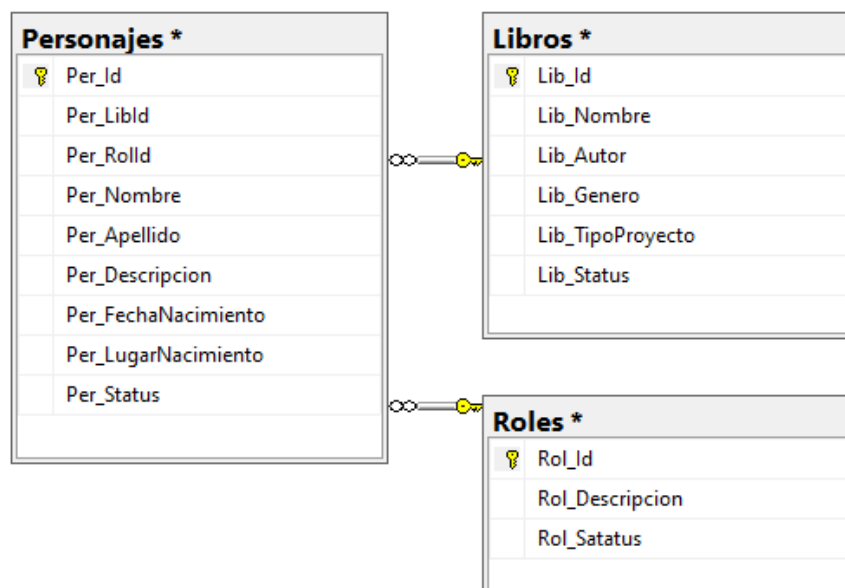 Personajes *
Per_Id
Per_LibId
Per_RolId
Per_Nombre
Per_Apellido
Per_Descripcion
Per_FechaNacimiento
Per_LugarNacimiento
Per_Status
Libros *
Lib_Id
Lib_Nombre
Lib_Autor
Lib_Genero
Lib_TipoProyecto
Lib_Status
Roles *
Rol_Id
Rol_Descripcion
Rol_Satatus